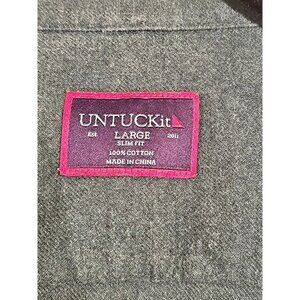 UNTUCKit
Est. LARGE 2011
SLIM FIT
100% COTTON
MADE IN CHINA